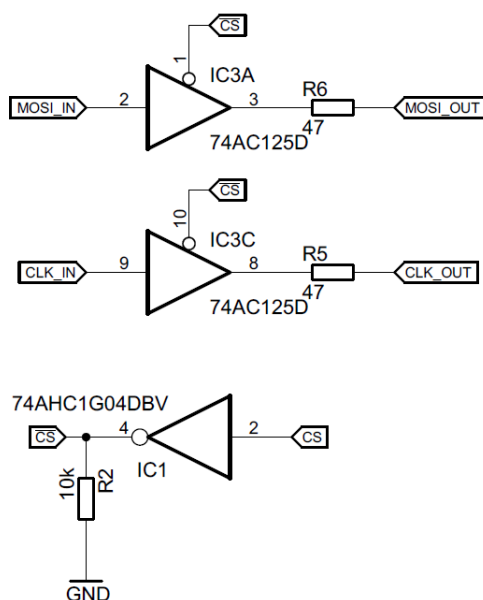 CS
1
IC3A
MOSI_IN
2
3
R6
47
MOSI_OUT
74AC125D
CS
10
IC3C
CLK_IN
9
8
R5
47
CLK_OUT
74AC125D
74AHC1G04DBV
CS
4
2
CS
IC1
10k
R2
GND